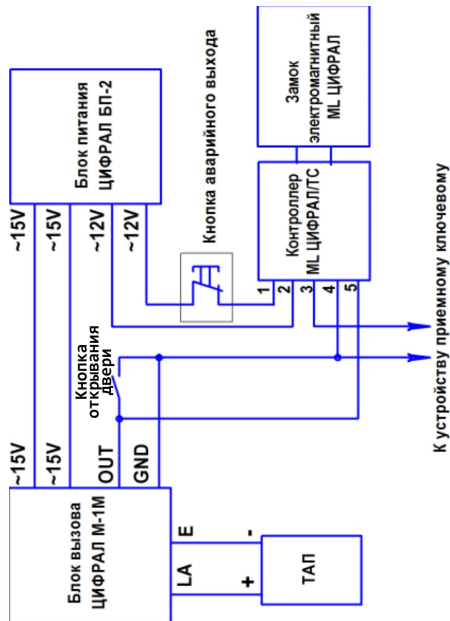 Блок питания
ЦИФРАЛ БП-2
~15V
~15V
~12V
~12V
Кнопка аварийного выхода
Замок
электромагнитный
ML ЦИФРАЛ
Контроллер
ML ЦИФРАЛ/ТС
1
2
3
4
5
Кнопка
открывания
двери
К устройству приемному ключевому
~15V
~15V
OUT
GND
Блок вызова
ЦИФРАЛ М-1М
LA
E
+
-
ТАП